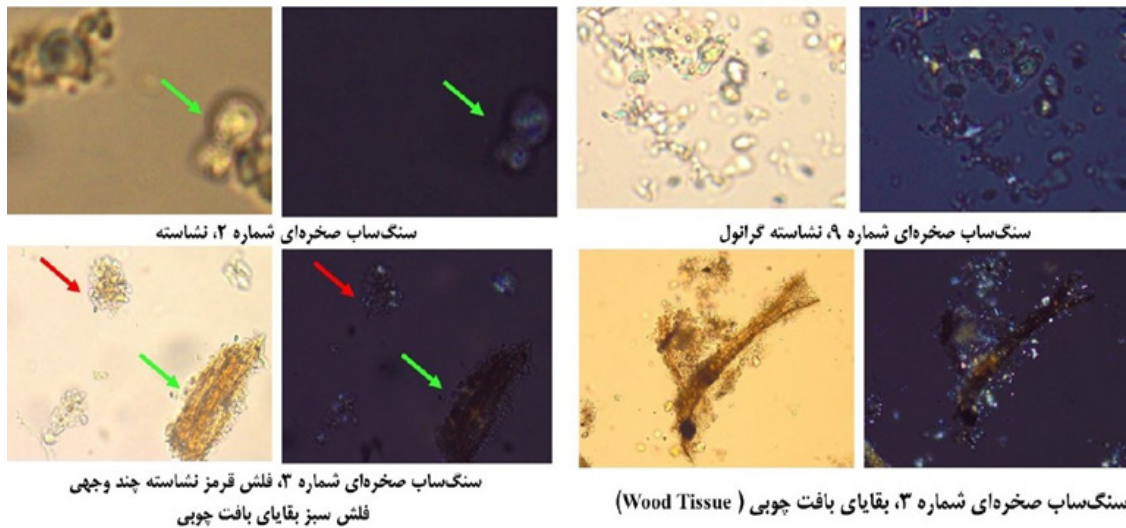 سنگ‌ساب صخره‌ای شماره ۲، نشاسته
سنگ‌ساب صخره‌ای شماره ۹، نشاسته گرانول
سنگ‌ساب صخره‌ای شماره ۳، فلش قرمز نشاسته چند وجهی
فلش سبز بقایای بافت چوبی
سنگ‌ساب صخره‌ای شماره ۳، بقایای بافت چوبی ( Wood Tissue)